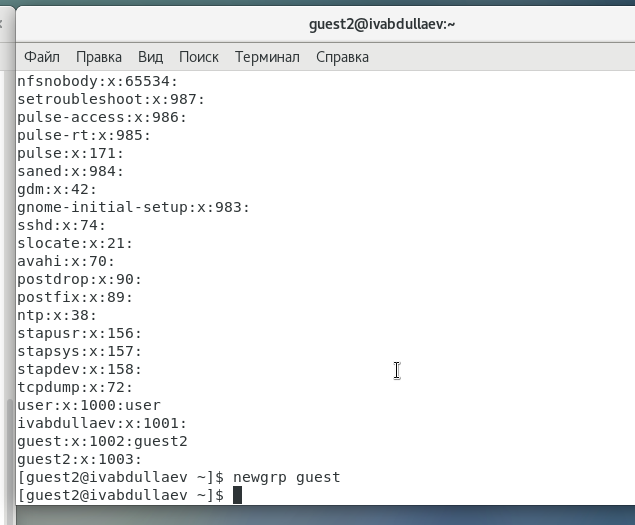 guest2@ivabdullaev:~
Файл Правка Вид Поиск Терминал Справка
nfsnobody:x:65534:
setroubleshoot:x:987:
pulse-access:x:986:
pulse-rt:x:985:
pulse:x:171:
saned:x:984:
gdm:x:42:
gnome-initial-setup:x:983:
sshd:x:74:
slocate:x:21:
avahi:x:70:
postdrop:x:90:
postfix:x:89:
ntp:x:38:
stapusr:x:156:
stapsys:x:157:
stapdev:x:158:
tcpdump:x:72:
user:x:1000:user
ivabdullaev:x:1001:
guest:x:1002:guest2
guest2:x:1003:
[guest2@ivabdullaev ~]$ newgrp guest
[guest2@ivabdullaev ~]$